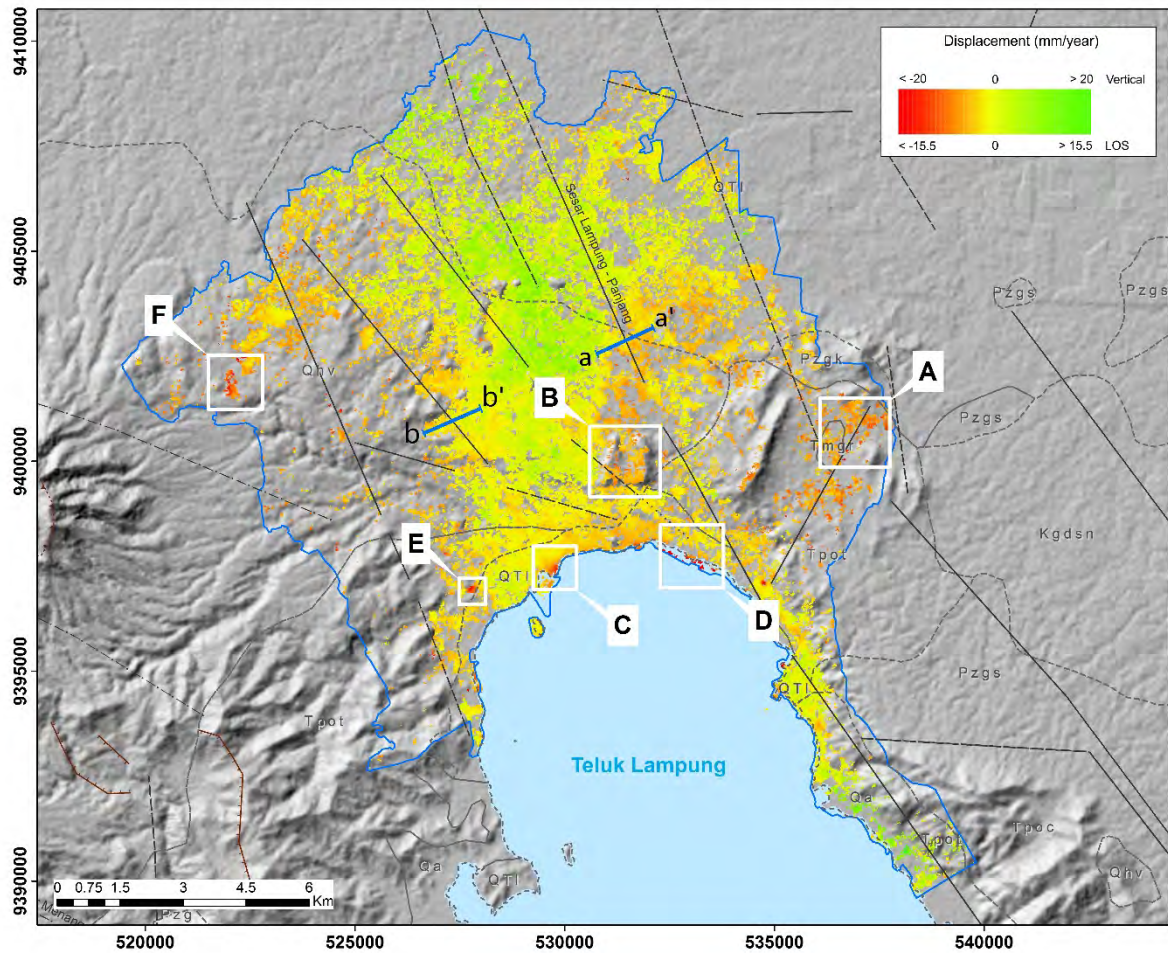 9410000
9405000
9400000
9395000
9390000
Displacement (mm/year)
< -20 0 > 20 Vertical
< -15.5 0 > 15.5 LOS
QTl
Sesar Lampung - Panjang
Pzgs
Pzgs
F
Qhv
a
a'
Pzgk
A
B
b
b'
Tmgr
Pzgs
Kgdsn
E
QTl
Tpot
C
D
Pzgs
QTl
Tpot
Teluk Lampung
Qa
Tpot
Tpoc
Qhv
Qa
QTl
0 0.75 1.5 3 4.5 6
Km
Pzg
520000 525000 530000 535000 540000